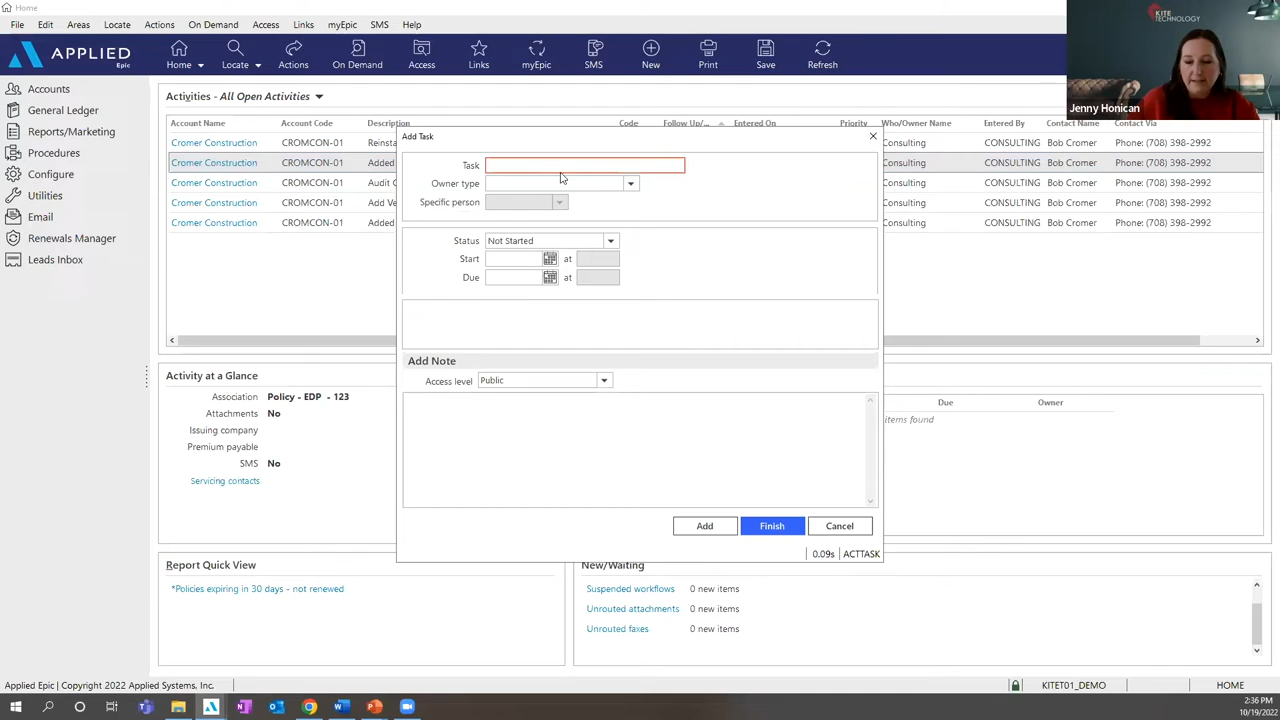 Home
File Edit Areas Locate Actions On Demand Access Links myEpic SMS Help
KITE
TECHNOLOGY
APPLIED
Epic
Home Locate Actions On Demand Access Links myEpic SMS New Print Save Refresh
Jenny Honican
Accounts
General Ledger
Reports/Marketing
Procedures
Configure
Utilities
Email
Renewals Manager
Leads Inbox
Activities - All Open Activities
Account Name Account Code Description Code Follow Up/... Entered On Priority Who/Owner Name Entered By Contact Name Contact Via
Cromer Construction CROMCON-01 Reinsta CONSULTING CONSULTING Bob Cromer Phone: (708) 398-2992
Cromer Construction CROMCON-01 Added CONSULTING CONSULTING Bob Cromer Phone: (708) 398-2992
Cromer Construction CROMCON-01 Audit C CONSULTING CONSULTING Bob Cromer Phone: (708) 398-2992
Cromer Construction CROMCON-01 Add Ve CONSULTING CONSULTING Bob Cromer Phone: (708) 398-2992
Cromer Construction CROMCON-01 Added CONSULTING CONSULTING Bob Cromer Phone: (708) 398-2992
Add Task
Task
Owner type
Specific person
Status Not Started
Start at
Due at
Add Note
Access level Public
Add Finish Cancel
0.09s ACTTASK
Activity at a Glance
Association Policy - EDP - 123
Attachments No
Issuing company
Premium payable
SMS No
Servicing contacts
Due Owner
items found
Report Quick View
*Policies expiring in 30 days - not renewed
New/Waiting
Suspended workflows 0 new items
Unrouted attachments 0 new items
Unrouted faxes 0 new items
Applied Epic | Copyright 2022 Applied Systems, Inc.
KITET01_DEMO HOME
2:36 PM
10/19/2022